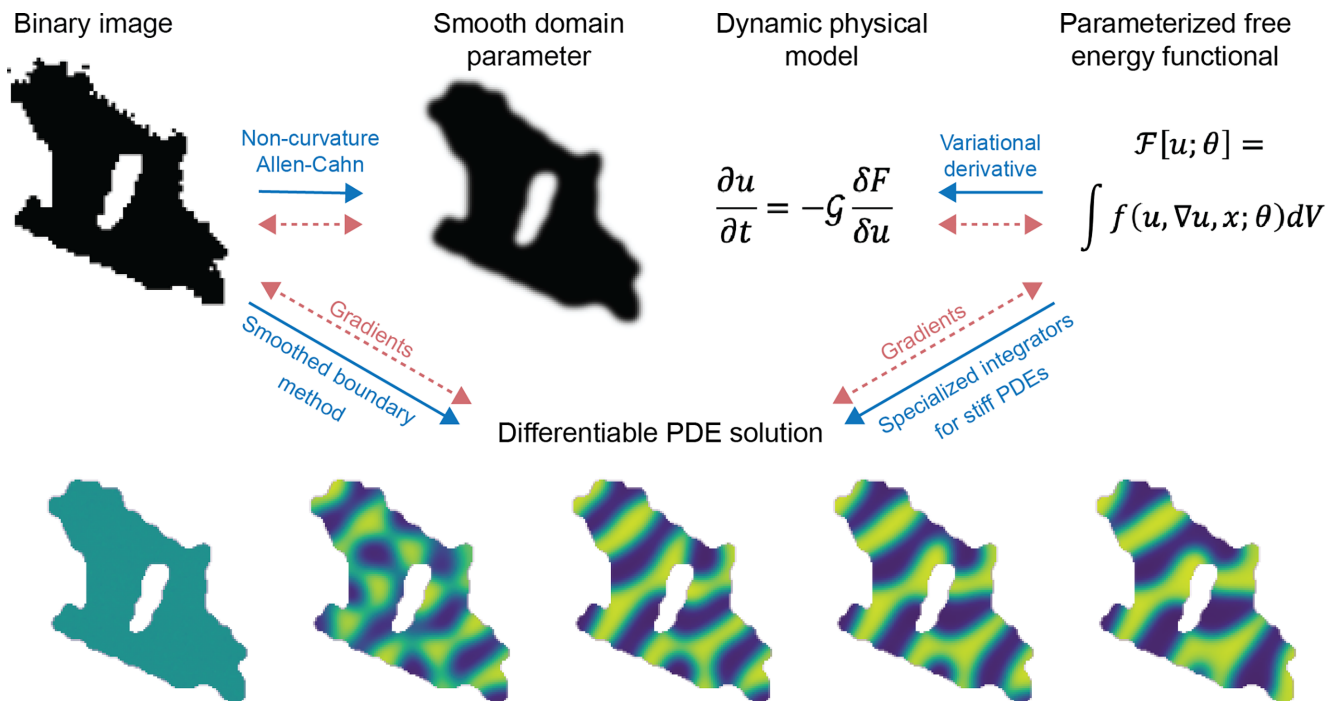 Binary image
Smooth domain
parameter
Dynamic physical
model
Parameterized free
energy functional
Non-curvature
Allen-Cahn
∂u/∂t = −𝒢 δF/δu
Variational
derivative
ℱ[u; θ] =
∫ f(u, ∇u, x; θ)dV
Gradients
Smoothed boundary
method
Gradients
Specialized integrators
for stiff PDEs
Differentiable PDE solution